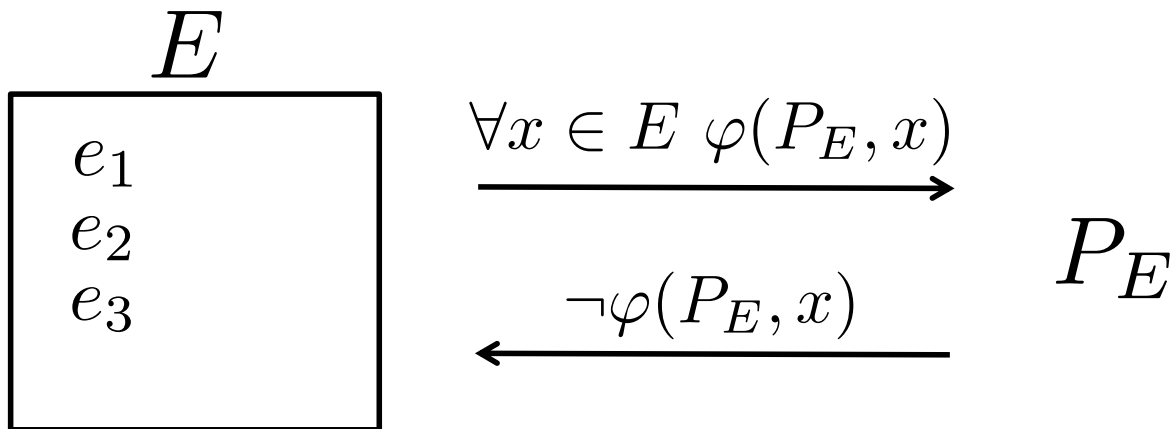 E
e₁
e₂
e₃
∀x ∈ E φ(P_E, x)
¬φ(P_E, x)
P_E